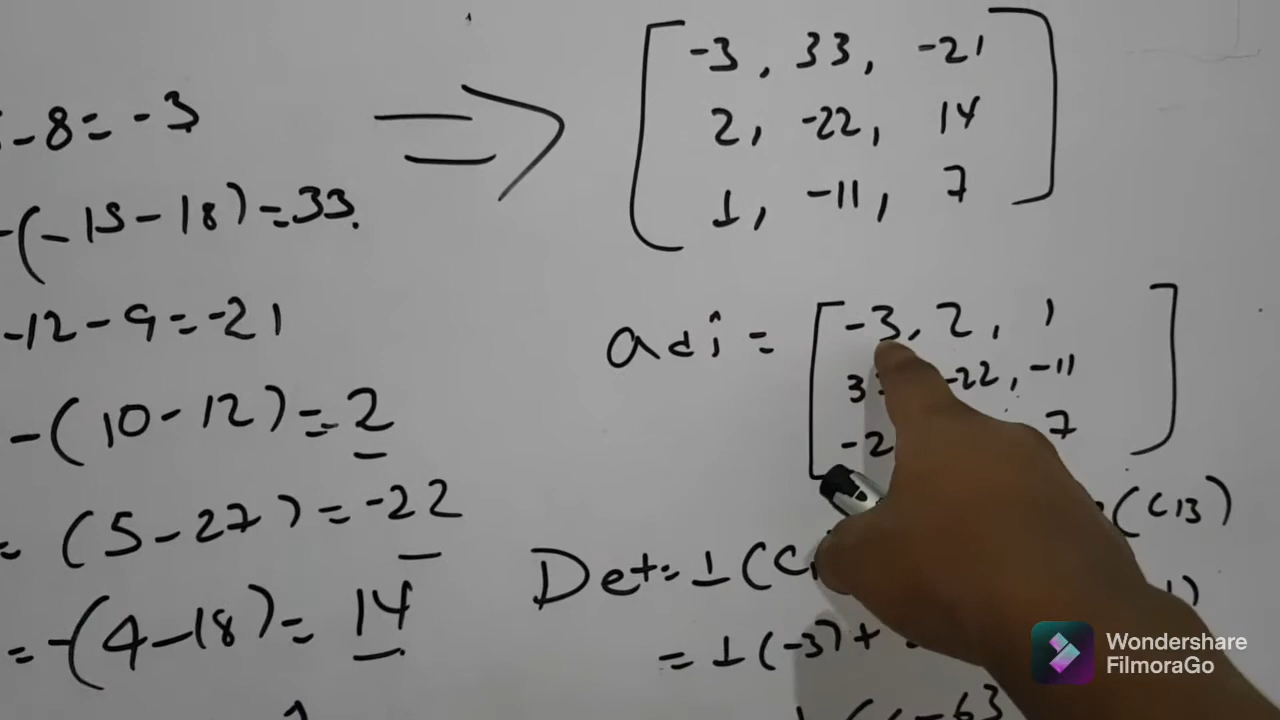 -8=-3
-(-15-18)=33.
-12-9=-21
-(10-12)=2
=(5-27)=-22
=-(4-18)=14
-3, 33, -21
2, -22, 14
1, -11, 7
adj=
-3, 2, 1
-22, -11
7
Det=1(C
(C13)
=1(-3)+
-63
Wondershare
FilmoraGo